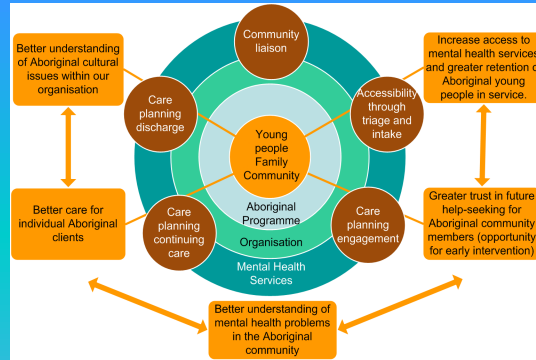 Community
liaison
Better understanding
of Aboriginal cultural
issues within our
organisation
Increase access to
mental health services
and greater retention o
Aboriginal young
people in service.
Care
planning
discharge
Accessibility
through
triage and
intake
Young
people
Family
Community
Better care for
individual Aboriginal
clients
Care
planning
continuing
care
Aboriginal
Programme
Organisation
Mental Health
Services
Care
planning
engagement
Greater trust in future
help-seeking for
Aboriginal community
members (opportunity
for early intervention)
Better understanding of
mental health problems
in the Aboriginal
community